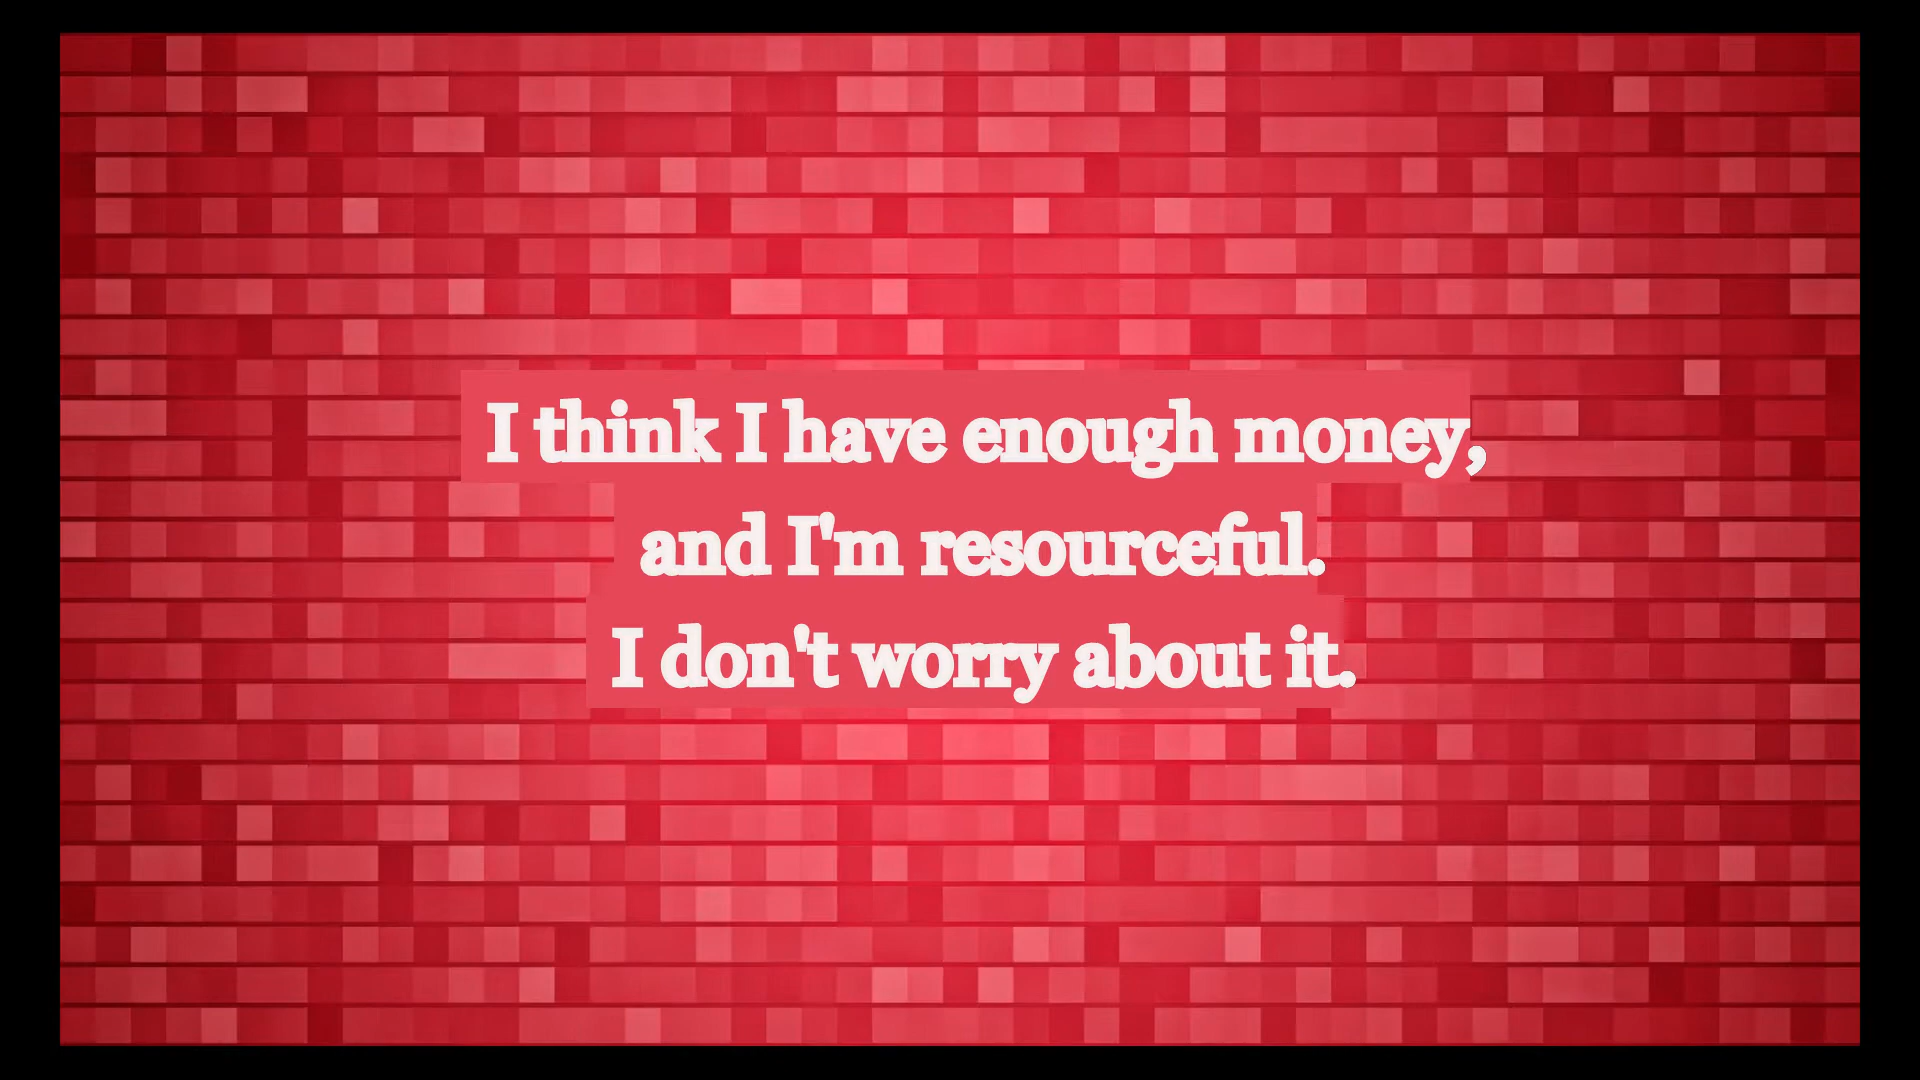 I think I have enough money,
and I'm resourceful.
I don't worry about it.